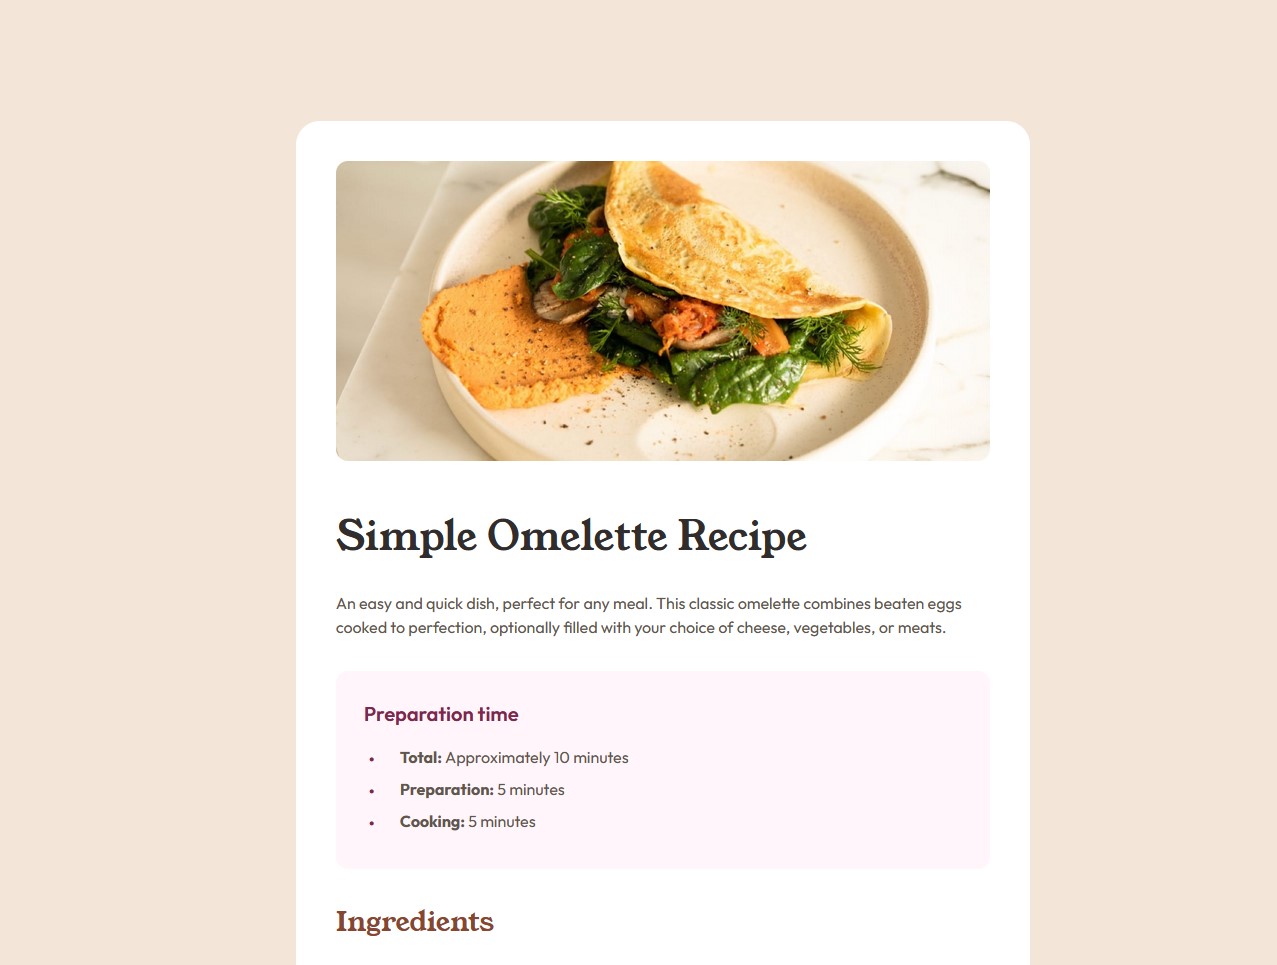 Simple Omelette Recipe
An easy and quick dish, perfect for any meal. This classic omelette combines beaten eggs
cooked to perfection, optionally filled with your choice of cheese, vegetables, or meats.
Preparation time
• Total: Approximately 10 minutes
• Preparation: 5 minutes
• Cooking: 5 minutes
Ingredients